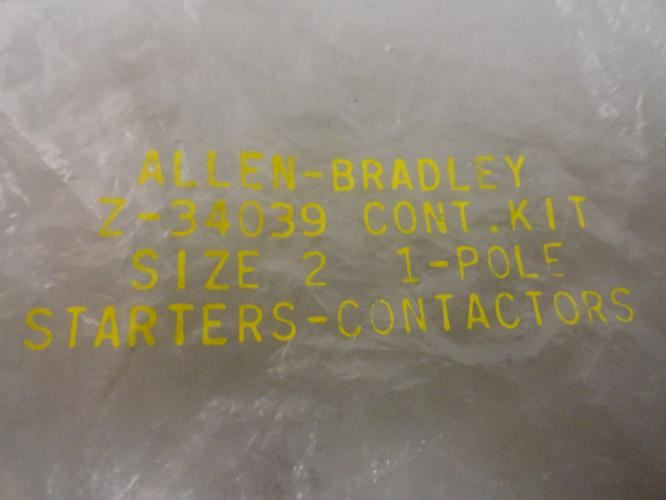 ALLEN-BRADLEY
Z-34039 CONT.KIT
SIZE 2 1-POLE
STARTERS-CONTACTORS